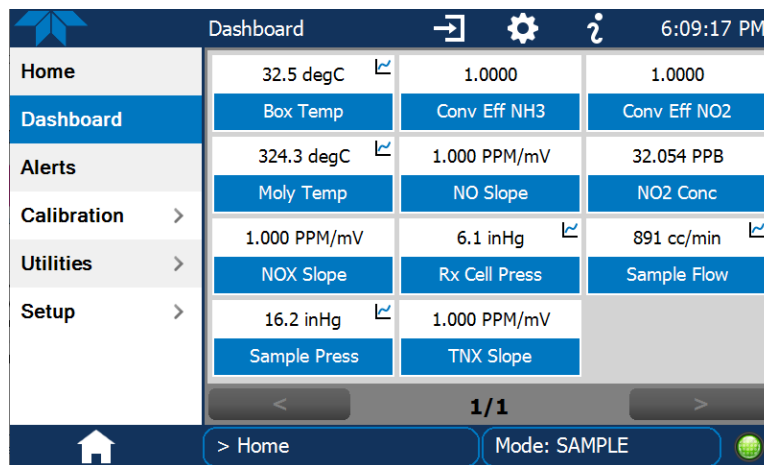 Dashboard 6:09:17 PM
Home
Dashboard
Alerts
Calibration >
Utilities >
Setup >
32.5 degC 1.0000 1.0000
Box Temp Conv Eff NH3 Conv Eff NO2
324.3 degC 1.000 PPM/mV 32.054 PPB
Moly Temp NO Slope NO2 Conc
1.000 PPM/mV 6.1 inHg 891 cc/min
NOX Slope Rx Cell Press Sample Flow
16.2 inHg 1.000 PPM/mV
Sample Press TNX Slope
< 1/1 >
> Home Mode: SAMPLE